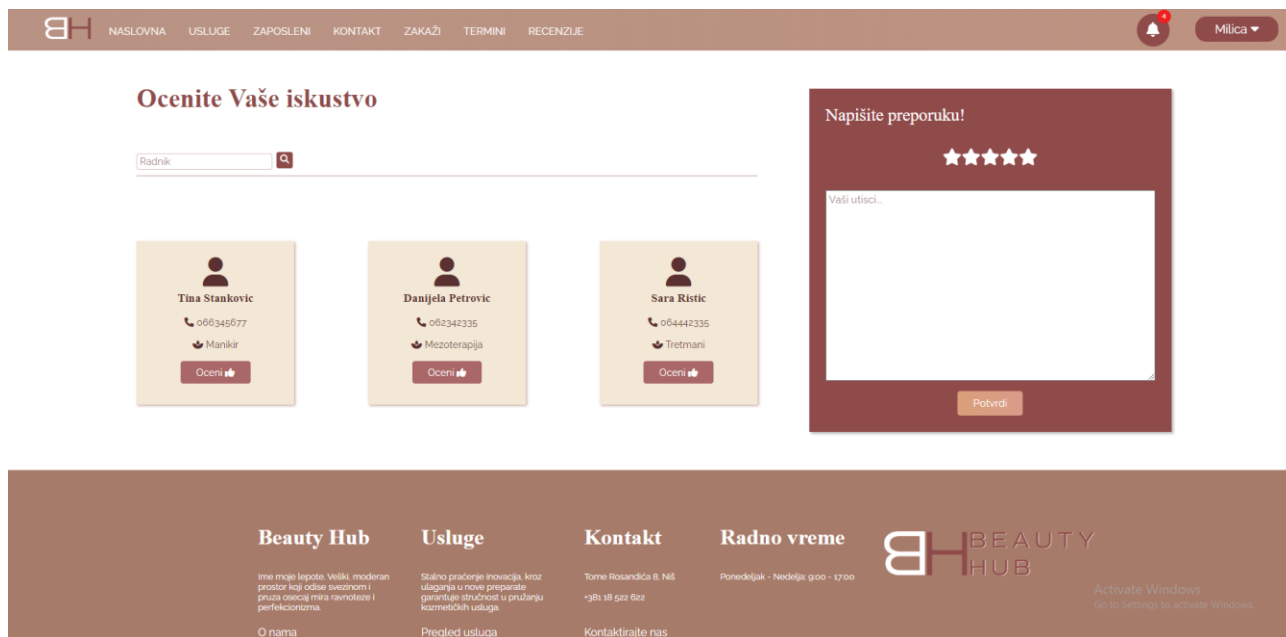 BH NASLOVNA USLUGE ZAPOSLENI KONTAKT ZAKAŽI TERMINI RECENZIJE 4 Milica
Ocenite Vaše iskustvo
Radnik
Tina Stankovic
066345677
Manikir
Oceni
Danijela Petrovic
062342335
Mezoterapija
Oceni
Sara Ristic
064442335
Tretmani
Oceni
Napišite preporuku!
Vaši utisci..
Potvrdi
Beauty Hub
Ime moje lepote. Veliki, moderan
prostor koji odise svezinom i
pruza osecaj mira ravnoteze i
perfekcionizma.
O nama
Usluge
Stalno praćenje inovacija, kroz
ulaganja u nove preparate
garantuje stručnost u pružanju
kozmetičkih usluga.
Pregled usluga
Kontakt
Tome Rosandića 8, Niš
+381 18 522 622
Kontaktirajte nas
Radno vreme
Ponedeljak - Nedelja: 9:00 - 17:00
BH BEAUTY
HUB
Activate Windows
Go to Settings to activate Windows.